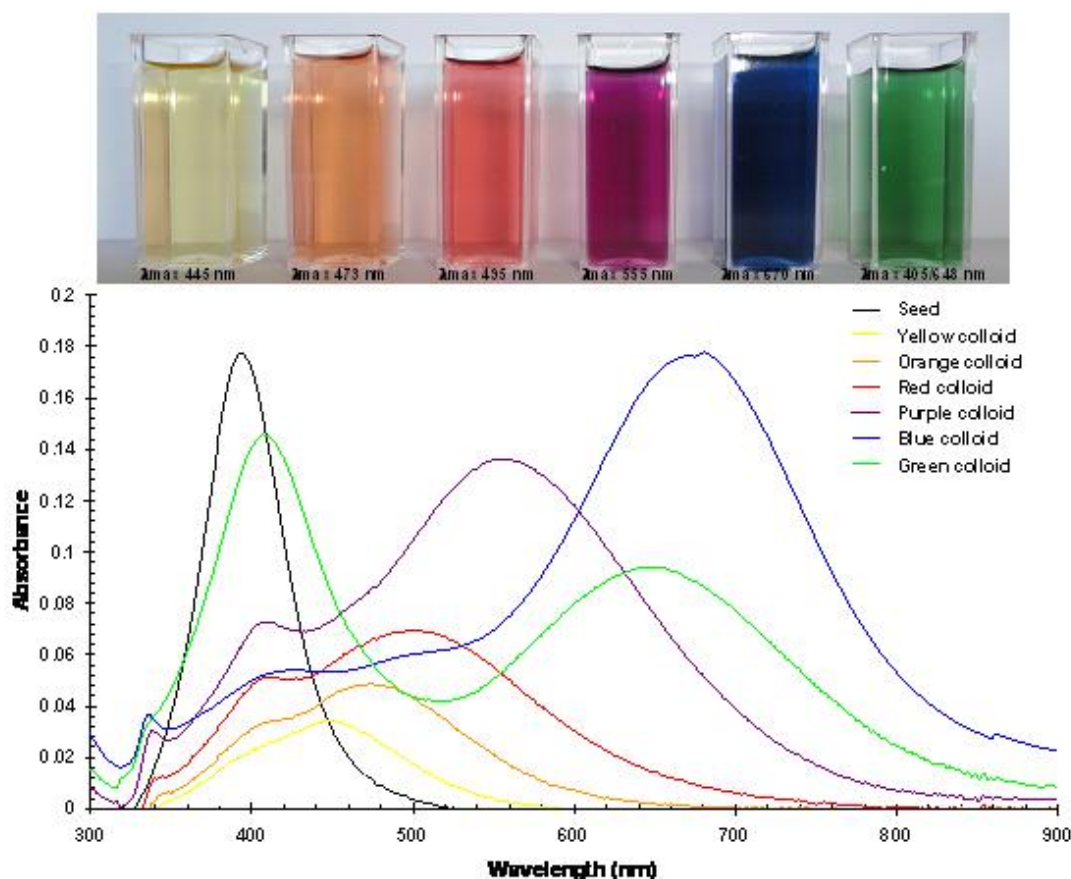 λmax 445 nm
λmax 473 nm
λmax 495 nm
λmax 555 nm
λmax 670 nm
λmax 405/648 nm
0.2
0.18
0.16
0.14
0.12
0.1
0.08
0.06
0.04
0.02
0
Absorbance
300 400 500 600 700 800 900
Wavelength (nm)
Seed
Yellow colloid
Orange colloid
Red colloid
Purple colloid
Blue colloid
Green colloid